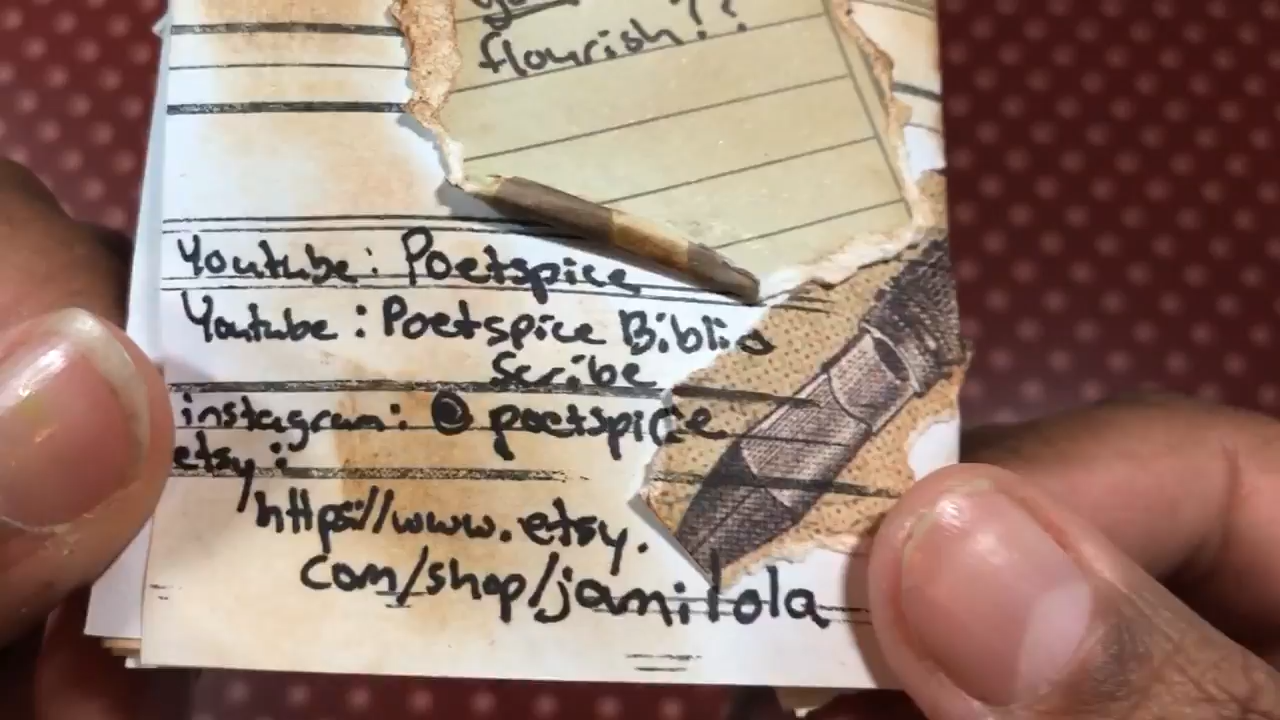 flourish??
Youtube: Poetspice
Youtube: Poetspice Biblio
Scribe
instagram: @poetspice
etsy:
https://www.etsy.
com/shop/jamilola